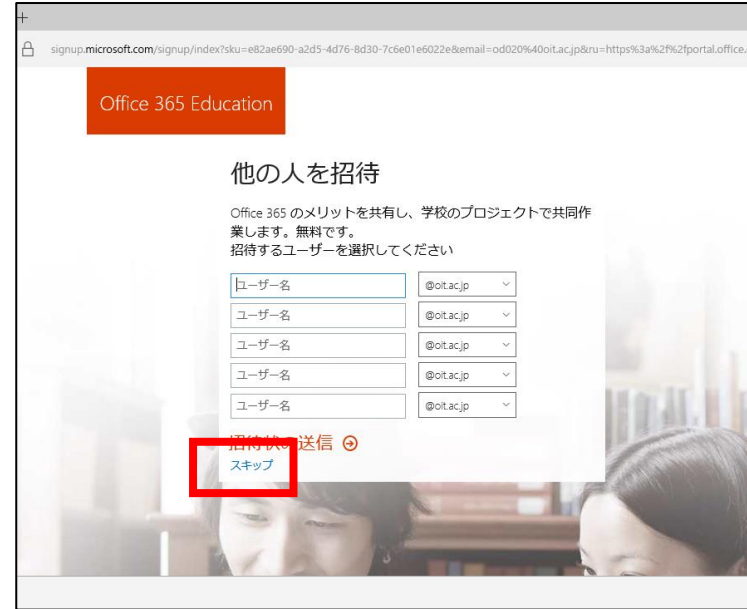 +
signup.microsoft.com/signup/index?sku=e82ae690-a2d5-4d76-8d30-7c6e01e6022e&email=od020%40oit.ac.jp&ru=https%3a%2f%2fportal.office.
Office 365 Education
他の人を招待
Office 365 のメリットを共有し、学校のプロジェクトで共同作
業します。無料です。
招待するユーザーを選択してください
ユーザー名 @oit.ac.jp
ユーザー名 @oit.ac.jp
ユーザー名 @oit.ac.jp
ユーザー名 @oit.ac.jp
ユーザー名 @oit.ac.jp
招待状の送信
スキップ